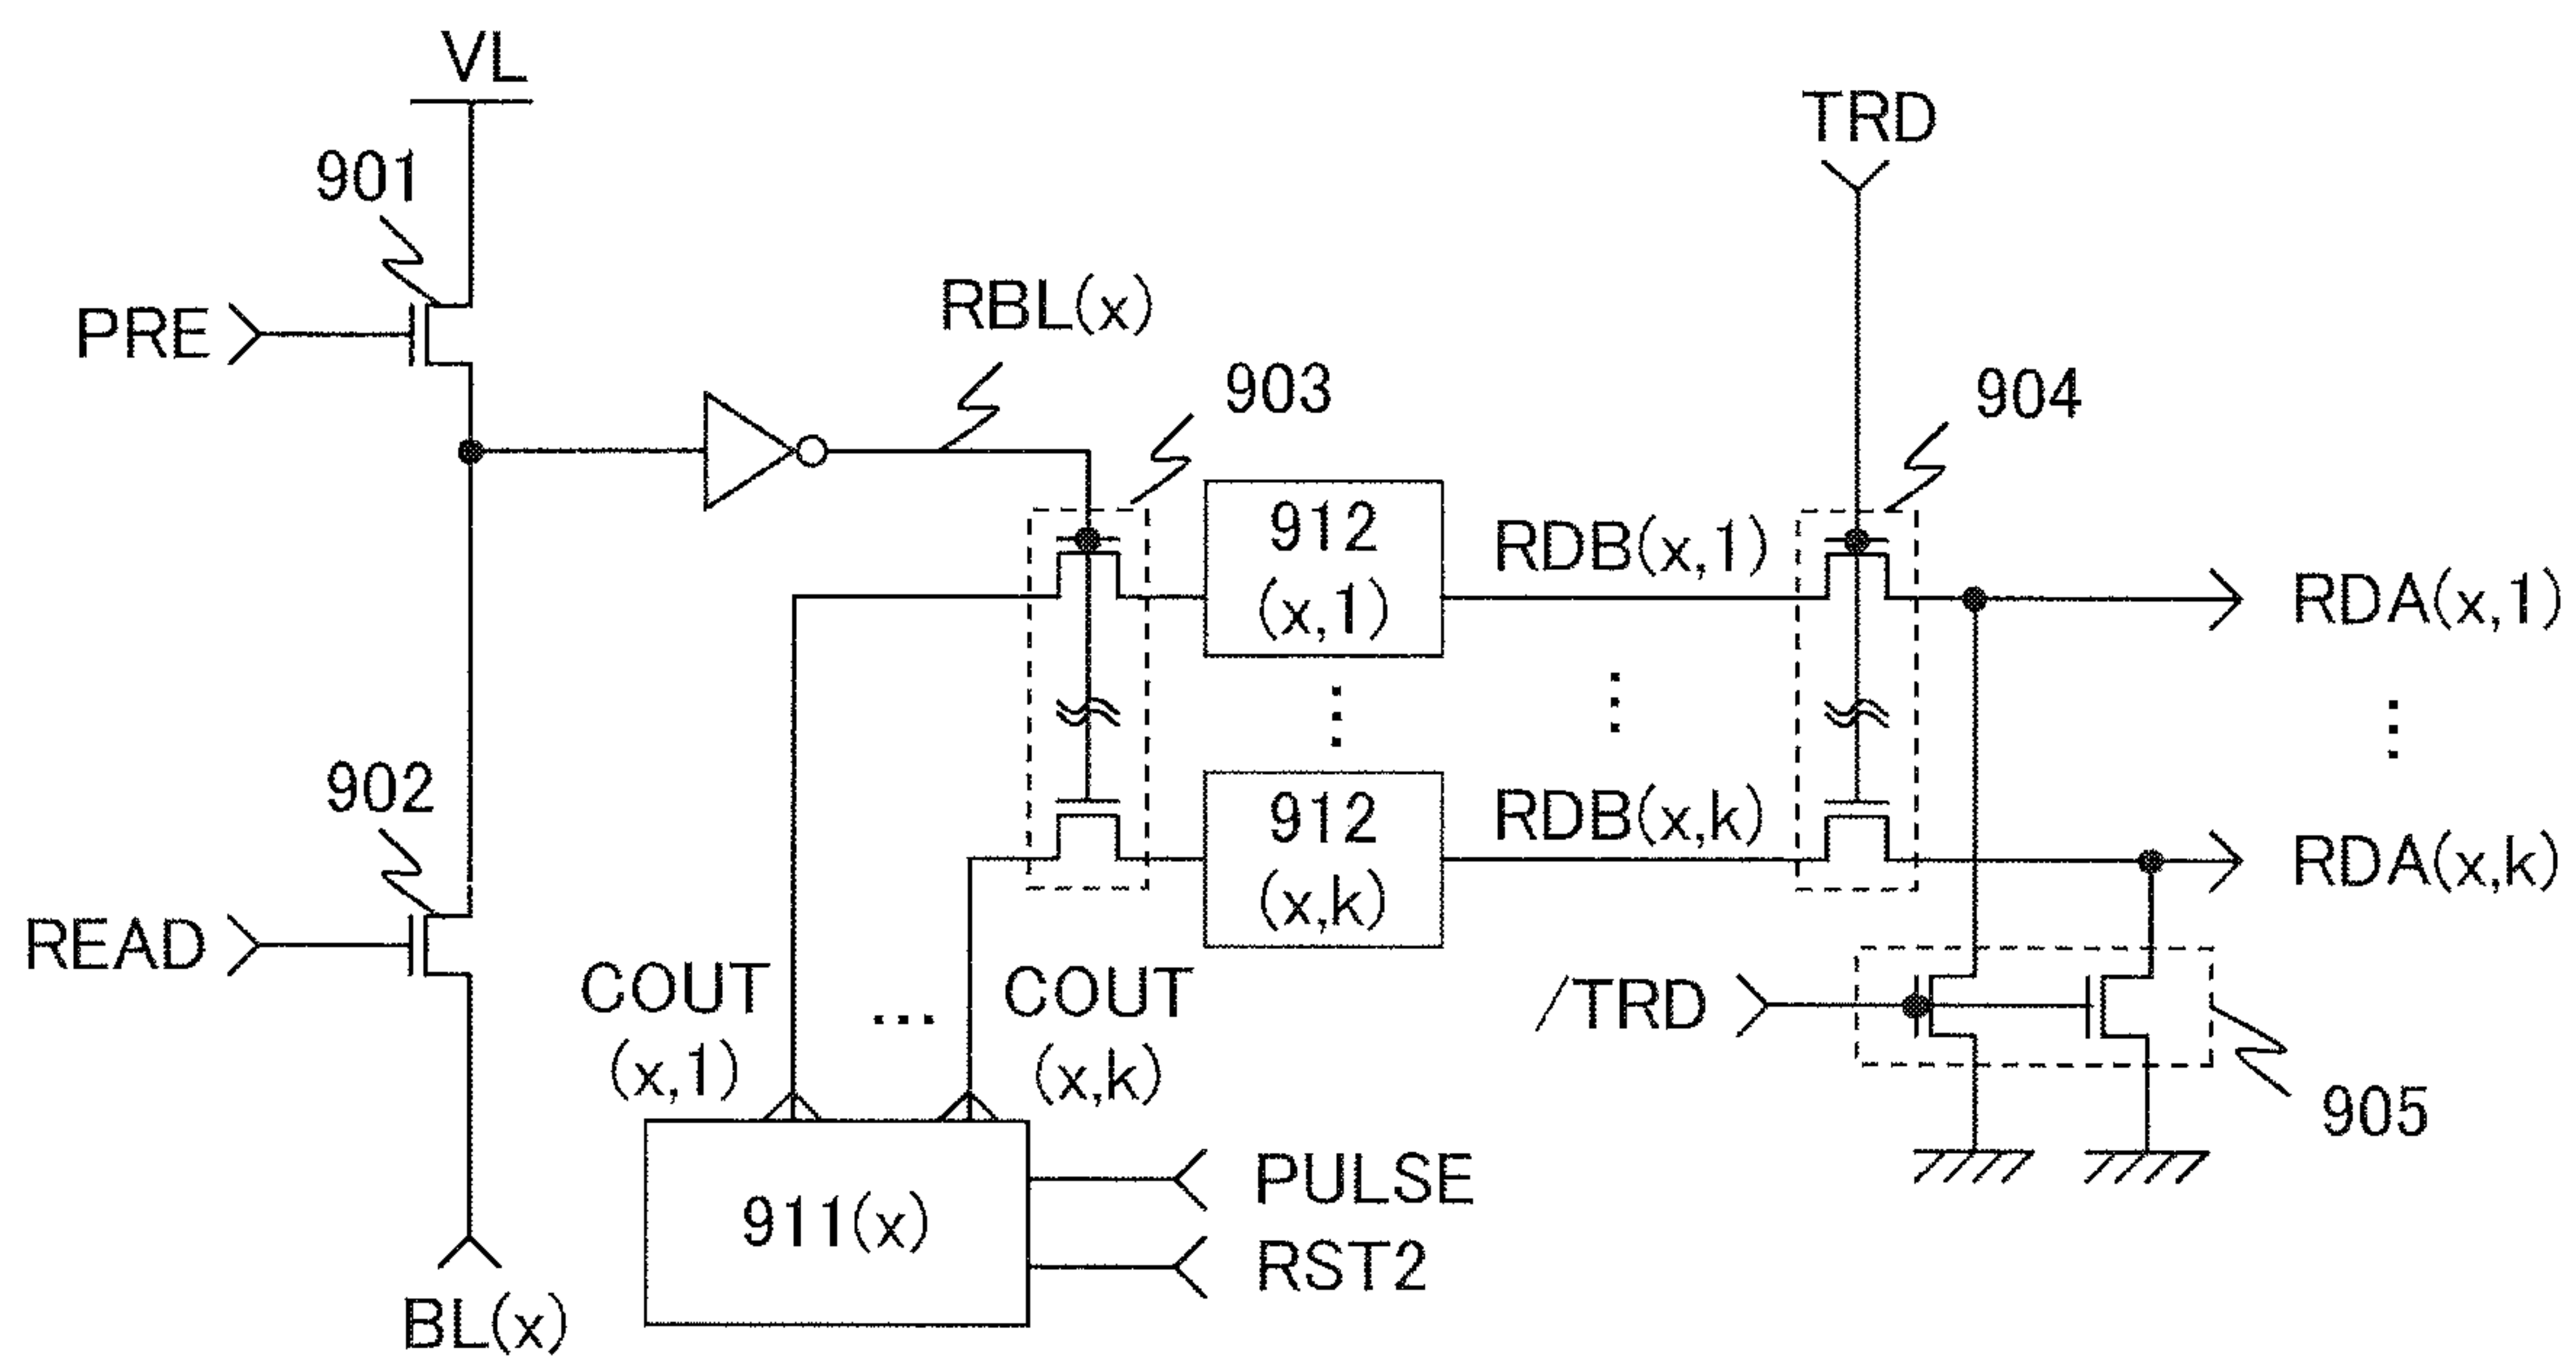 VL
TRD
901
PRE
RBL(x)
903
904
912
(x,1)
RDB(x,1)
RDA(x,1)
902
912
(x,k)
RDB(x,k)
RDA(x,k)
READ
COUT
(x,1)
...
COUT
(x,k)
/TRD
905
911(x)
PULSE
RST2
BL(x)